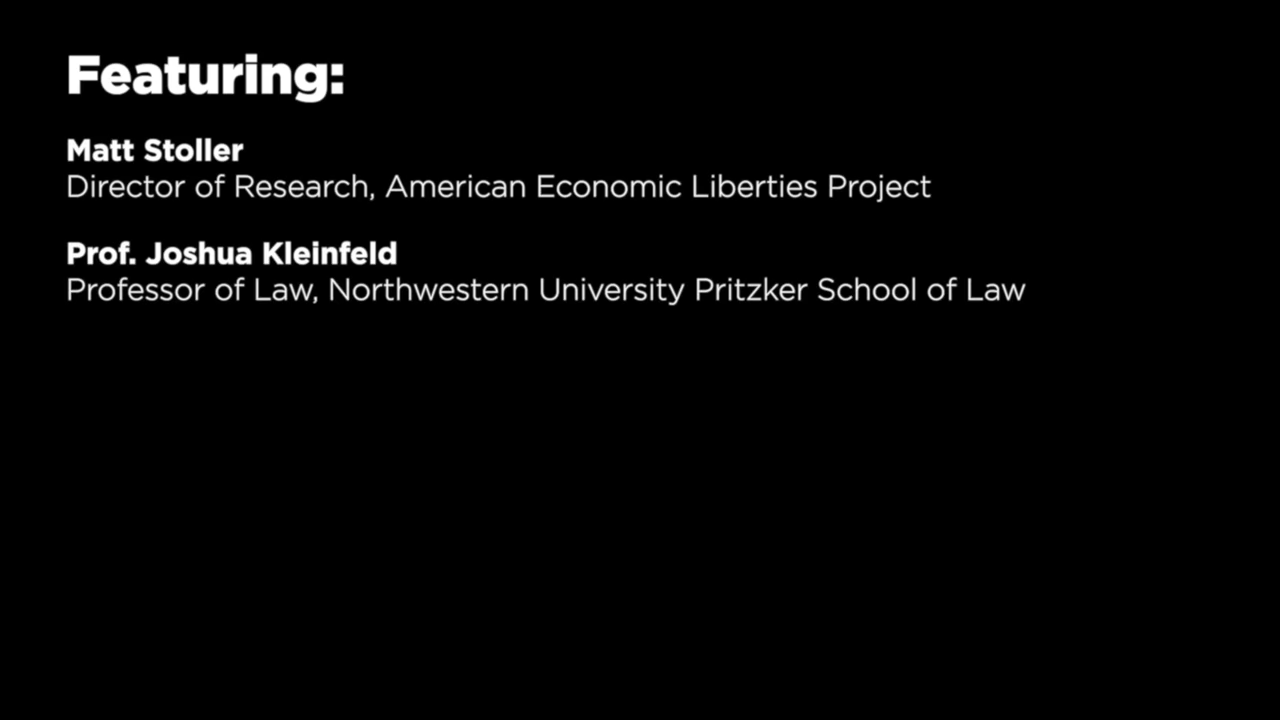 Featuring:
Matt Stoller
Director of Research, American Economic Liberties Project
Prof. Joshua Kleinfeld
Professor of Law, Northwestern University Pritzker School of Law